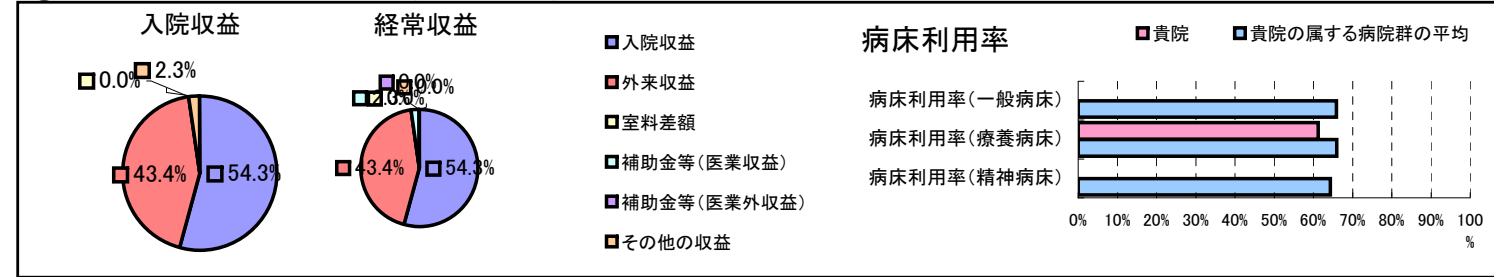 入院収益
0.0%
2.3%
43.4%
54.3%
経常収益
0.0%
43.4%
54.3%
入院収益
外来収益
室料差額
補助金等(医業収益)
補助金等(医業外収益)
その他の収益
病床利用率
貴院
貴院の属する病院群の平均
病床利用率(一般病床)
病床利用率(療養病床)
病床利用率(精神病床)
0% 10% 20% 30% 40% 50% 60% 70% 80% 90% 100
%